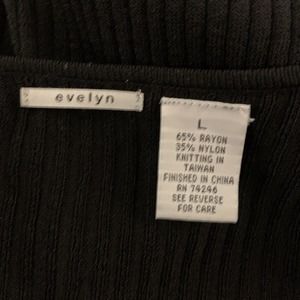 evelyn
L
65% RAYON
35% NYLON
KNITTING IN
TAIWAN
FINISHED IN CHINA
RN 74246
SEE REVERSE
FOR CARE